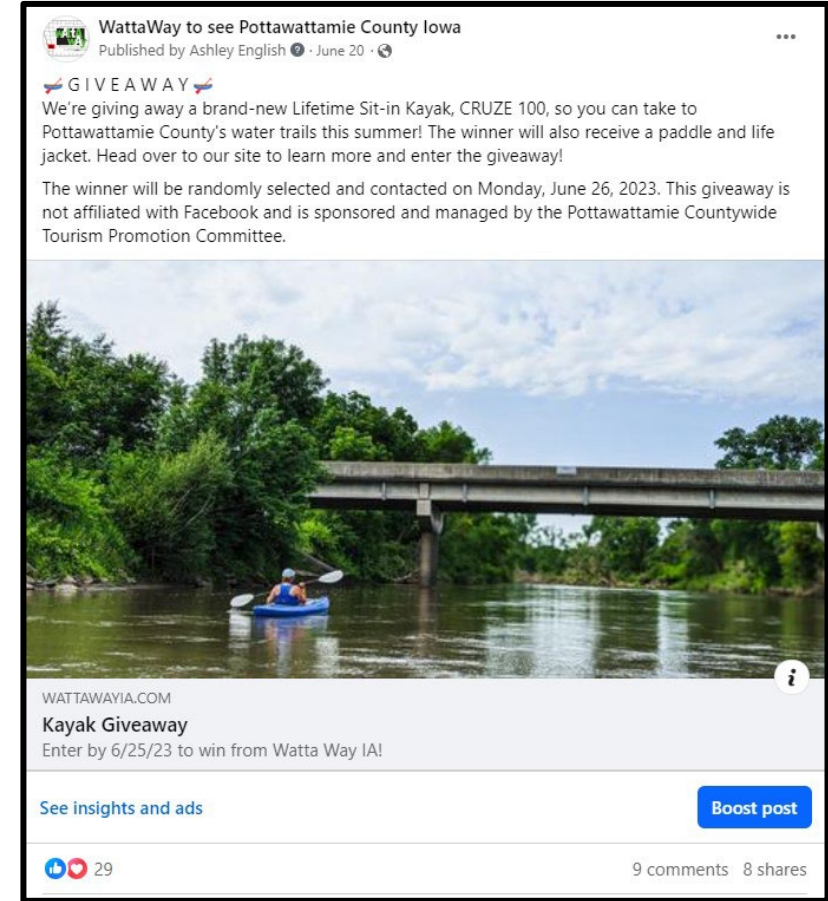 WattaWay to see Pottawattamie County Iowa
Published by Ashley English · June 20 ·
GIVEAWAY
We're giving away a brand-new Lifetime Sit-in Kayak, CRUZE 100, so you can take to
Pottawattamie County's water trails this summer! The winner will also receive a paddle and life
jacket. Head over to our site to learn more and enter the giveaway!
The winner will be randomly selected and contacted on Monday, June 26, 2023. This giveaway is
not affiliated with Facebook and is sponsored and managed by the Pottawattamie Countywide
Tourism Promotion Committee.
WATTAWAYIA.COM
Kayak Giveaway
Enter by 6/25/23 to win from Watta Way IA!
See insights and ads
Boost post
29
9 comments 8 shares